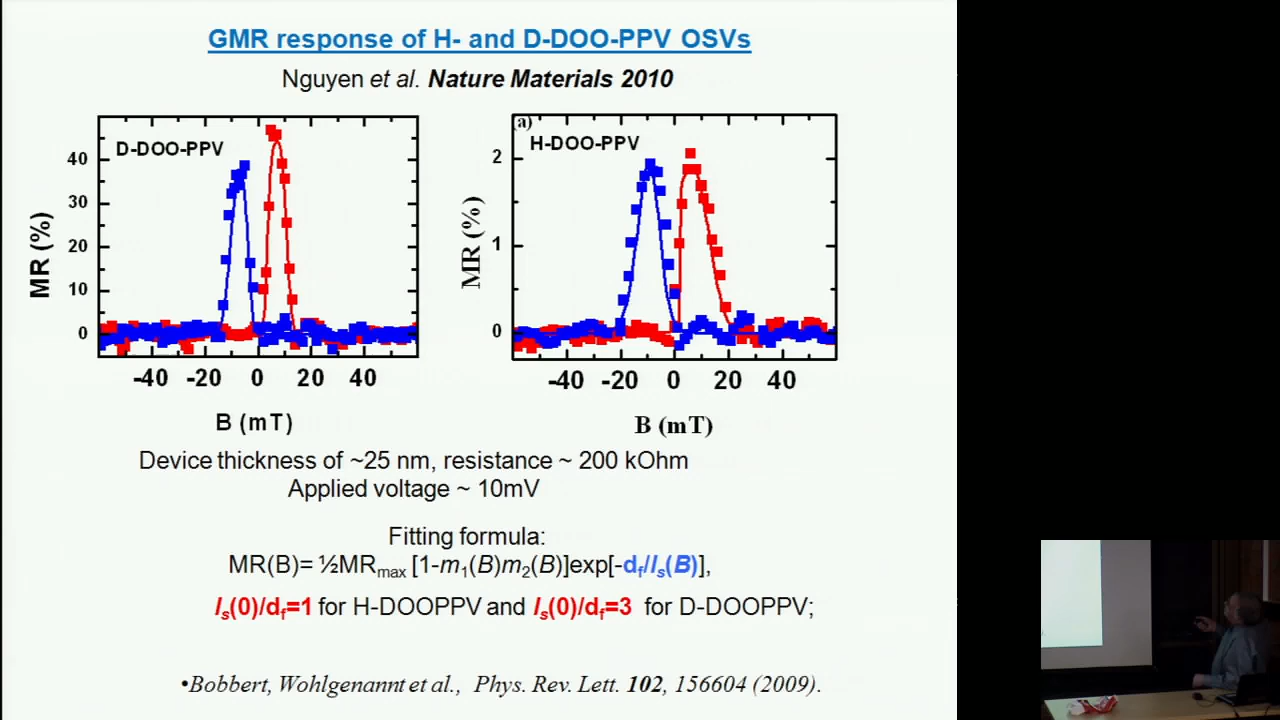 GMR response of H- and D-DOO-PPV OSVs
Nguyen et al. Nature Materials 2010
D-DOO-PPV
MR (%)
40
30
20
10
0
-40 -20 0 20 40
B (mT)
(a)
H-DOO-PPV
MR (%)
2
1
0
-40 -20 0 20 40
B (mT)
Device thickness of ~25 nm, resistance ~ 200 kOhm
Applied voltage ~ 10mV
Fitting formula:
MR(B)= ½MRmax [1-m1(B)m2(B)]exp[-df/ls(B)],
ls(0)/df=1 for H-DOOPPV and ls(0)/df=3 for D-DOOPPV;
•Bobbert, Wohlgenannt et al., Phys. Rev. Lett. 102, 156604 (2009).